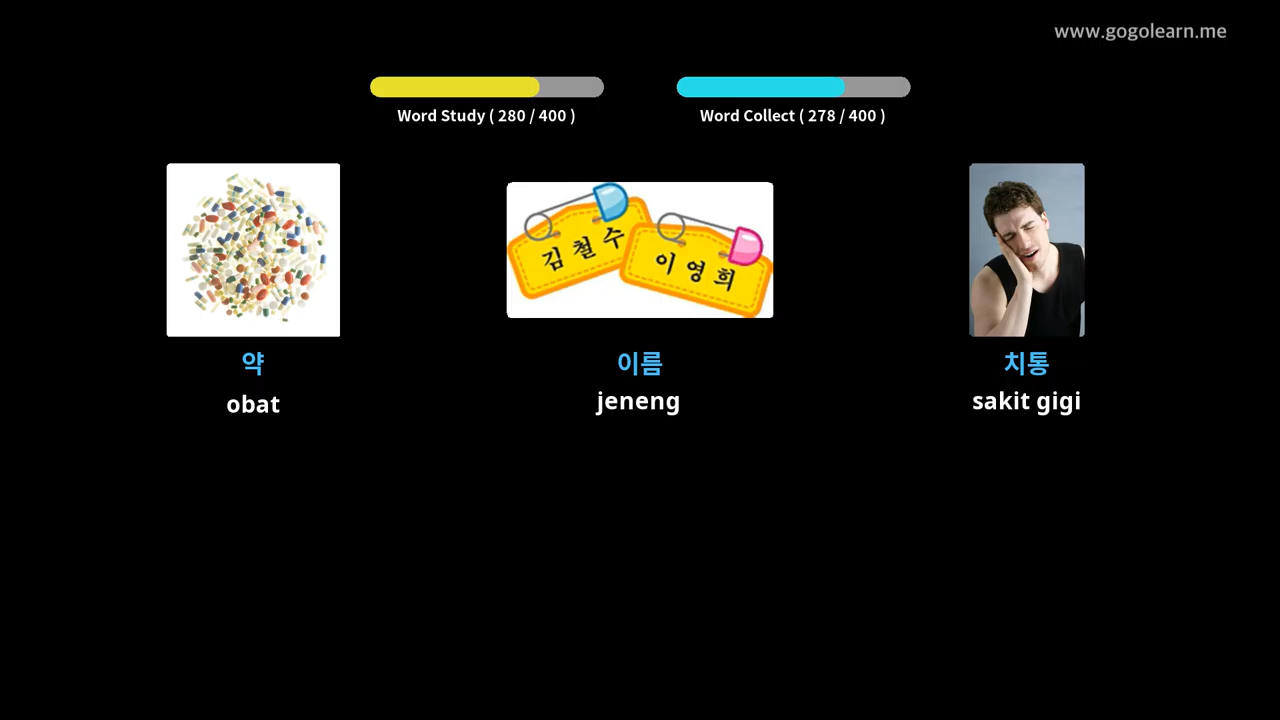 www.gogolearn.me
Word Study ( 280 / 400 )
Word Collect ( 278 / 400 )
김철수
이영희
약
이름
치통
obat
jeneng
sakit gigi